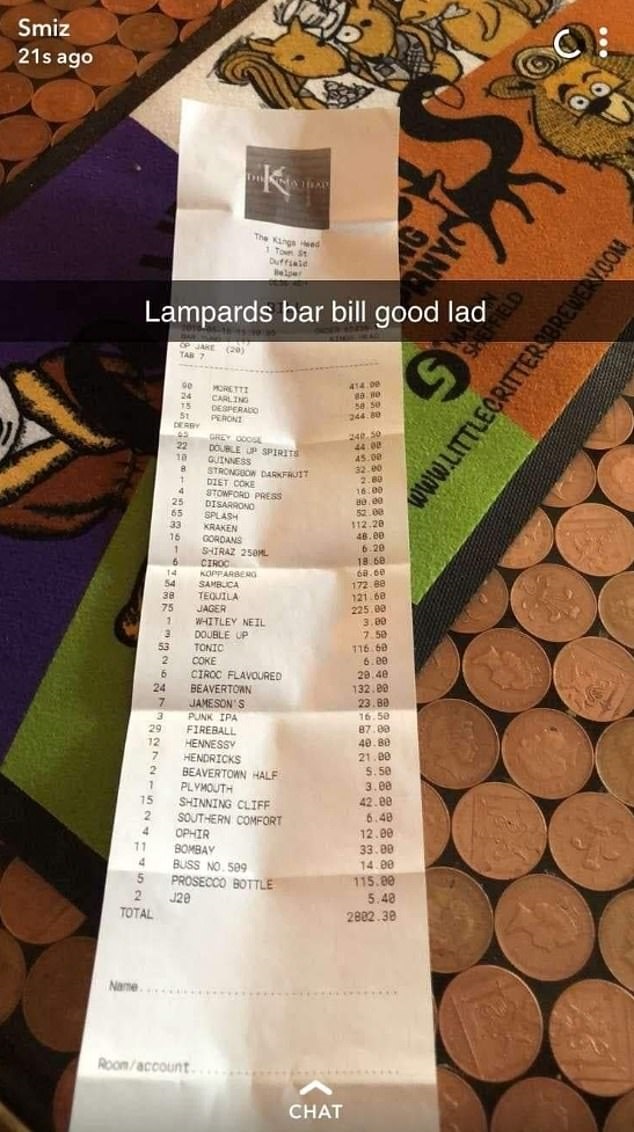 Smiz
21s ago
THE KINGS HEAD
The Kings Head
1 Town St
Duffield
Belper
Lampards bar bill good lad
OP JAKE (20)
TAB 7
90 MORETTI 414.00
24 CARLING 80.80
15 DESPERADO 58.50
51 PERONI 244.80
DERBY
65 GREY GOOSE 240.50
22 DOUBLE UP SPIRITS 44.00
10 GUINNESS 45.00
8 STRONGBOW DARKFRUIT 32.00
1 DIET COKE 2.80
4 STOWFORD PRESS 16.00
25 DISARRONO 80.00
65 SPLASH 52.00
33 KRAKEN 112.20
16 GORDANS 48.00
1 SHIRAZ 250ML 6.20
6 CIROC 18.60
14 KOPPARBERG 60.60
54 SAMBUCA 172.80
38 TEQUILA 121.60
75 JAGER 225.00
1 WHITLEY NEIL 3.00
3 DOUBLE UP 7.50
53 TONIC 116.60
2 COKE 6.00
6 CIROC FLAVOURED 20.40
24 BEAVERTOWN 132.00
7 JAMESON'S 23.80
3 PUNK IPA 16.50
29 FIREBALL 87.00
12 HENNESSY 40.80
7 HENDRICKS 21.00
2 BEAVERTOWN HALF 5.50
1 PLYMOUTH 3.00
15 SHINNING CLIFF 42.00
2 SOUTHERN COMFORT 6.40
4 OPHIR 12.00
11 BOMBAY 33.00
4 BUSS NO.509 14.00
5 PROSECCO BOTTLE 115.00
2 J20 5.40
TOTAL 2802.30
Name
Room/account
SHEFFIELD
WWW.LITTLECRITTERSBREWERY.COM
CHAT